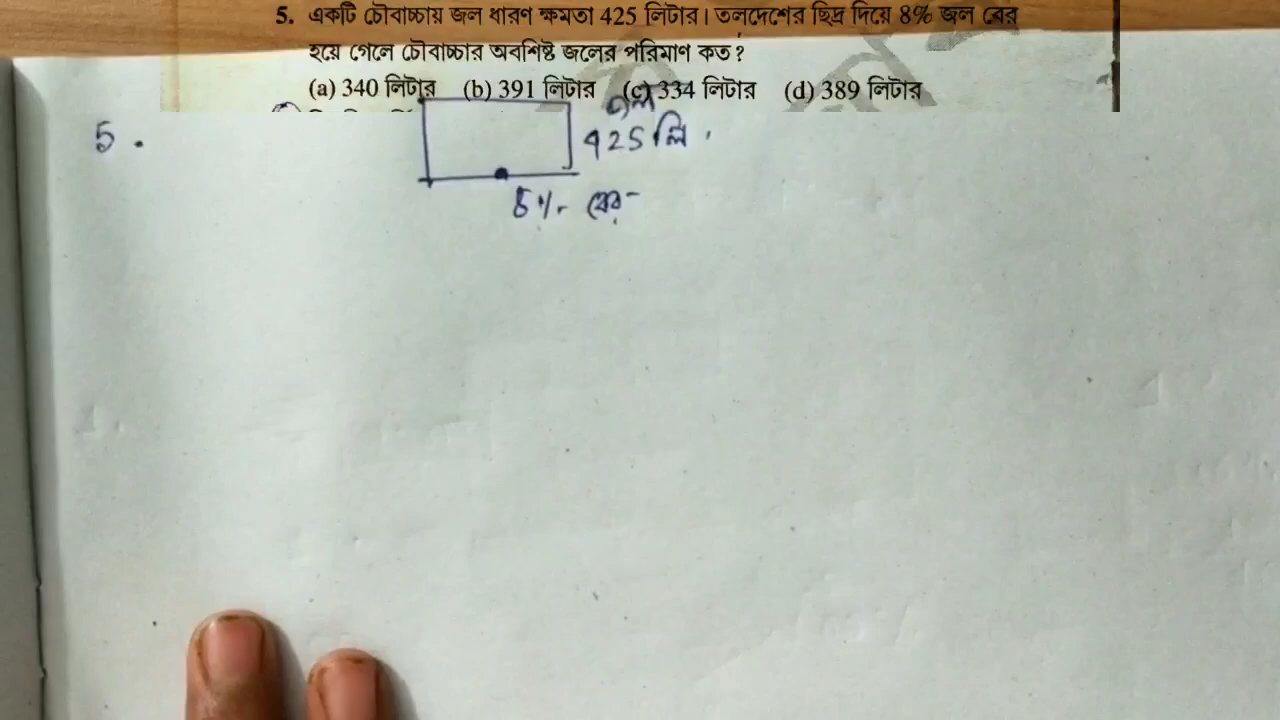 5. একটি চৌবাচ্চায় জল ধারণ ক্ষমতা 425 লিটার। তলদেশের ছিদ্র দিয়ে 8% জল বের
হয়ে গেলে চৌবাচ্চার অবশিষ্ট জলের পরিমাণ কত?
(a) 340 লিটার (b) 391 লিটার (c) 334 লিটার (d) 389 লিটার
জল
5. 425 লি.
8% বের